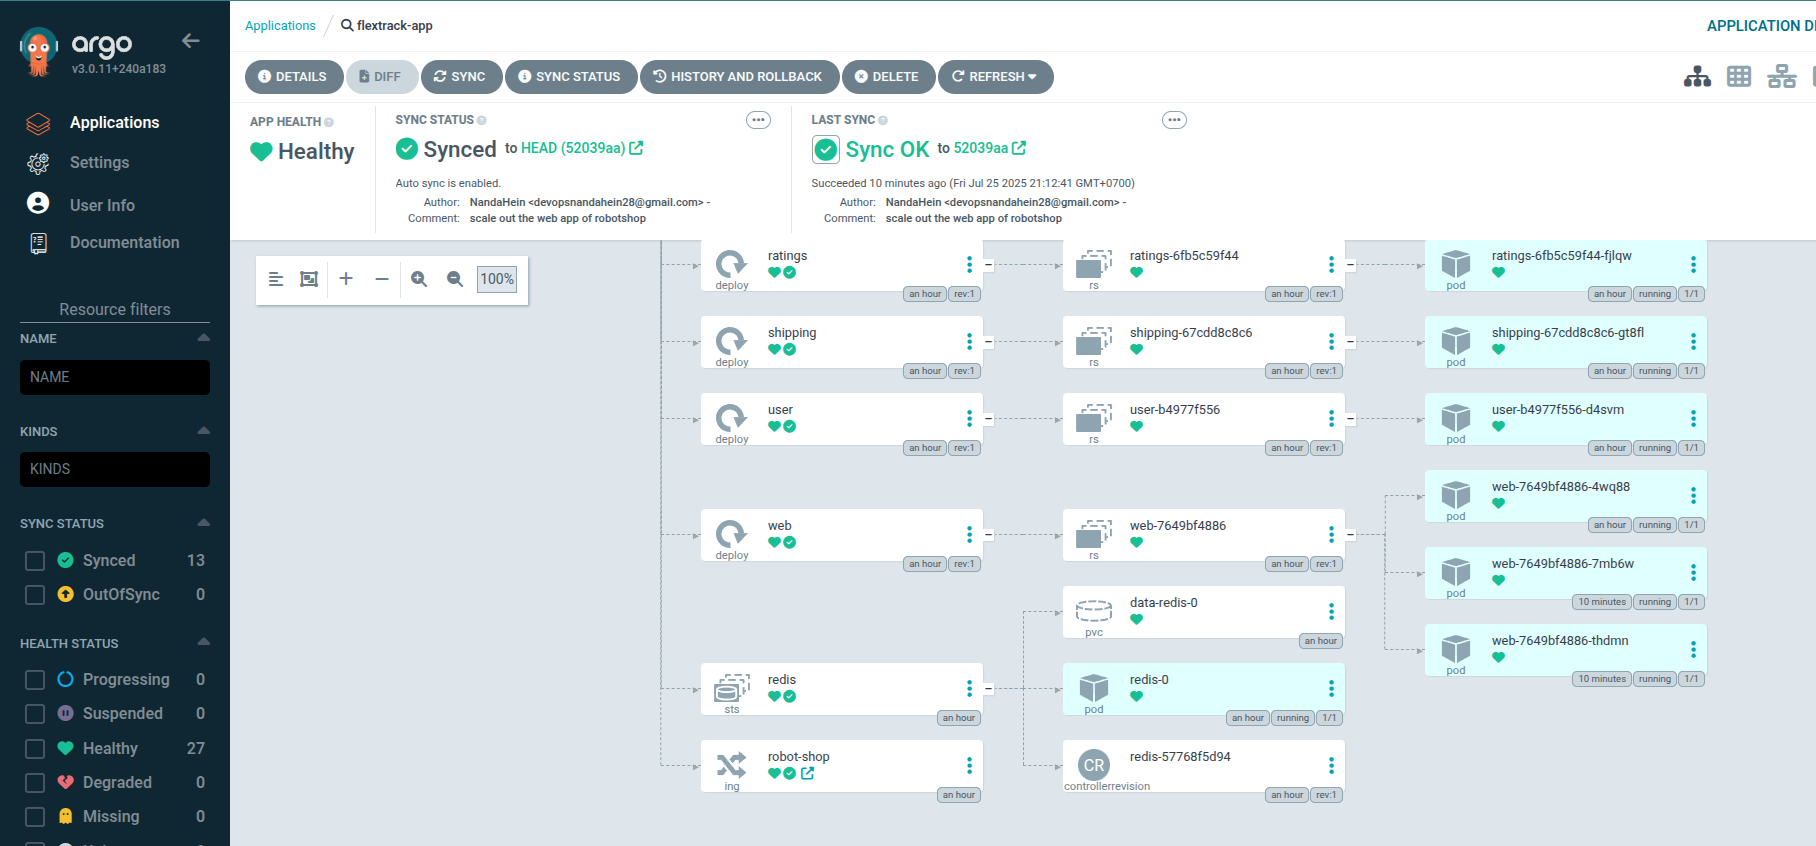 argo
v3.0.11+240a183
Applications
Settings
User Info
Documentation
Resource filters
NAME
NAME
KINDS
KINDS
SYNC STATUS
Synced 13
OutOfSync 0
HEALTH STATUS
Progressing 0
Suspended 0
Healthy 27
Degraded 0
Missing 0
Applications / flextrack-app
APPLICATION DE
DETAILS DIFF SYNC SYNC STATUS HISTORY AND ROLLBACK DELETE REFRESH
APP HEALTH
Healthy
SYNC STATUS
Synced to HEAD (52039aa)
Auto sync is enabled.
Author: NandaHein <devopsnandahein28@gmail.com> -
Comment: scale out the web app of robotshop
LAST SYNC
Sync OK to 52039aa
Succeeded 10 minutes ago (Fri Jul 25 2025 21:12:41 GMT+0700)
Author: NandaHein <devopsnandahein28@gmail.com> -
Comment: scale out the web app of robotshop
100%
ratings
deploy
an hour rev:1
ratings-6fb5c59f44
rs
an hour rev:1
ratings-6fb5c59f44-fjlqw
pod
an hour running 1/1
shipping
deploy
an hour rev:1
shipping-67cdd8c8c6
rs
an hour rev:1
shipping-67cdd8c8c6-gt8fl
pod
an hour running 1/1
user
deploy
an hour rev:1
user-b4977f556
rs
an hour rev:1
user-b4977f556-d4svm
pod
an hour running 1/1
web
deploy
an hour rev:1
web-7649bf4886
rs
an hour rev:1
web-7649bf4886-4wq88
pod
an hour running 1/1
web-7649bf4886-7mb6w
pod
10 minutes running 1/1
web-7649bf4886-thdmn
pod
10 minutes running 1/1
data-redis-0
pvc
an hour
redis
sts
an hour
redis-0
pod
an hour running 1/1
robot-shop
ing
an hour
CR
redis-57768f5d94
controllerrevision
an hour rev:1